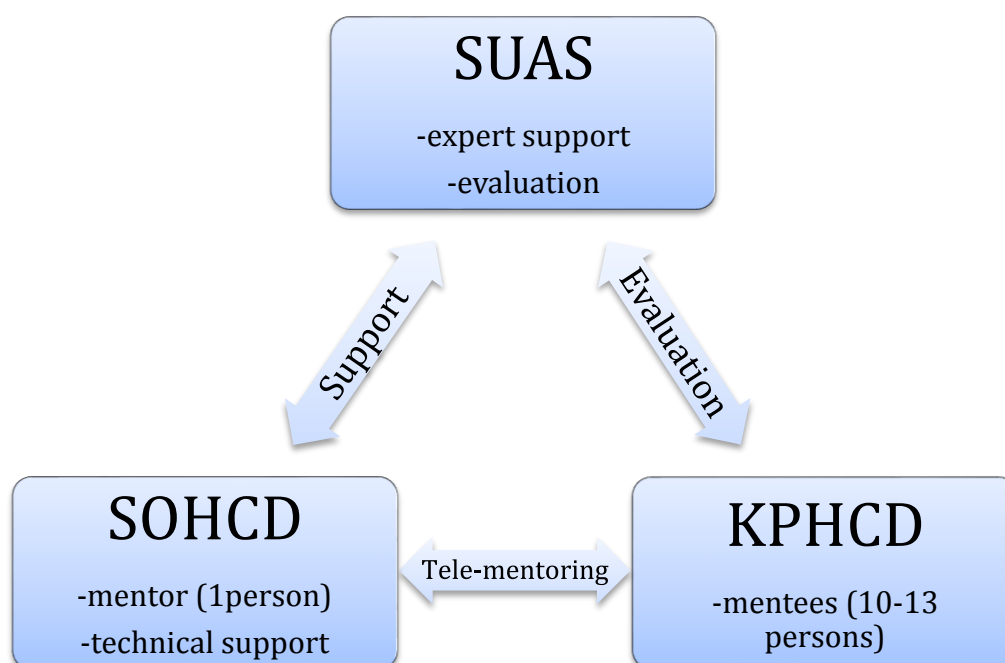 SUAS
-expert support
-evaluation
Support
Evaluation
SOHCD
-mentor (1person)
-technical support
Tele-mentoring
KPHCD
-mentees (10-13
persons)